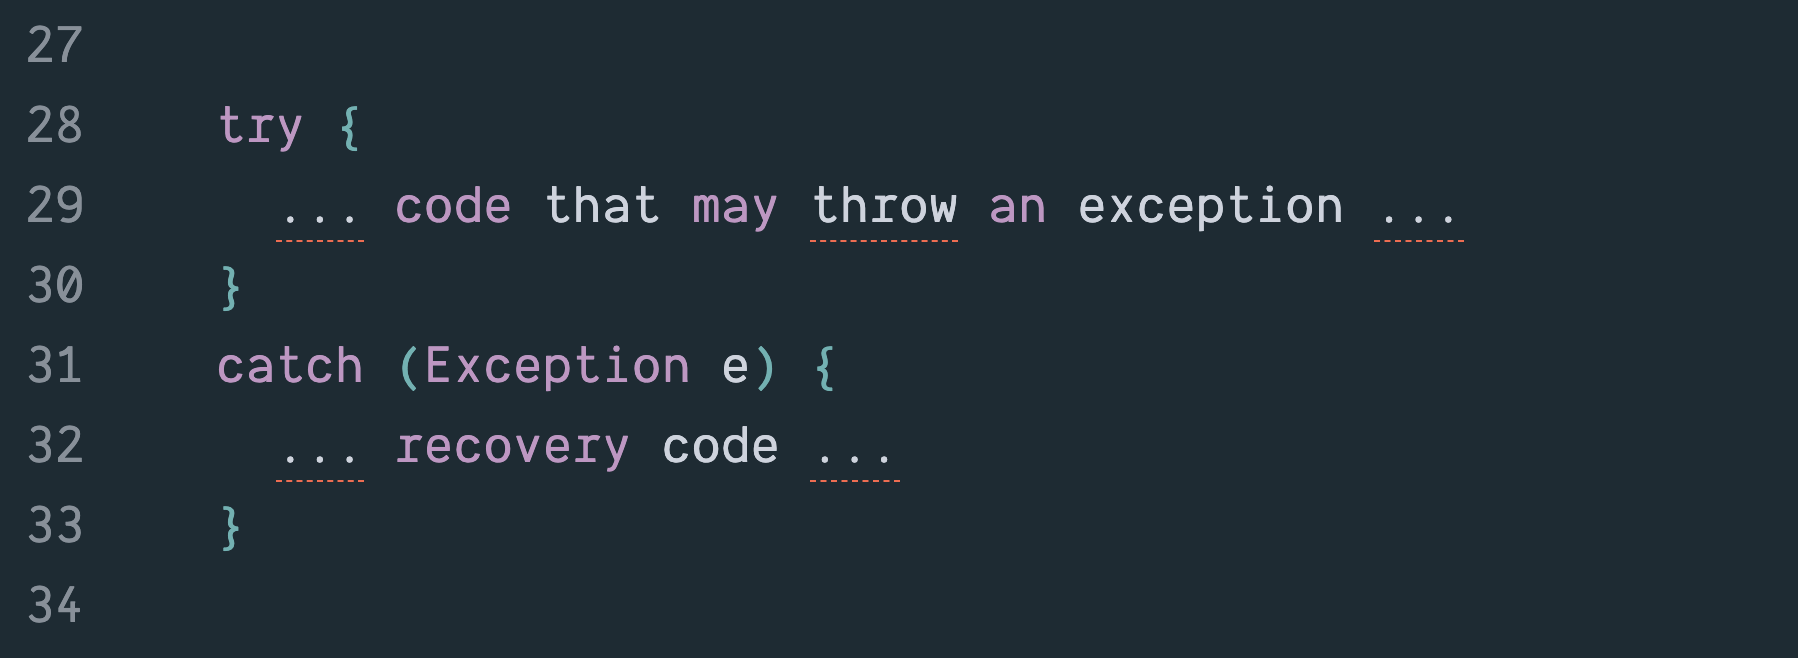 27
28 try {
29 ... code that may throw an exception ...
30 }
31 catch (Exception e) {
32 ... recovery code ...
33 }
34